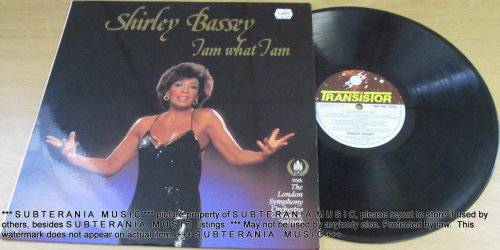 Shirley Bassey
I am what I am
With
The
London
Symphony
Orchestra
TRANSISTOR
SHIRLEY BASSEY
*** S U B T E R A N I A M U S I C *** picture property of S U B T E R A N I A M U S I C, please report to store if used by
others, besides S U B T E R A N I A M U S I C listings *** May not be used by anyone else. Protected by law. This
watermark does not appear on actual item. *** S U B T E R A N I A M U S I C ***